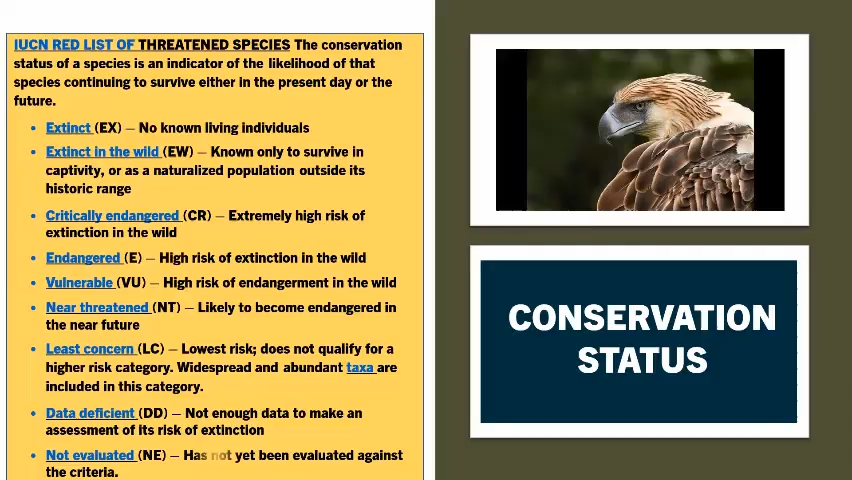 IUCN RED LIST OF THREATENED SPECIES The conservation
status of a species is an indicator of the likelihood of that
species continuing to survive either in the present day or the
future.
• Extinct (EX) – No known living individuals
• Extinct in the wild (EW) – Known only to survive in
captivity, or as a naturalized population outside its
historic range
• Critically endangered (CR) – Extremely high risk of
extinction in the wild
• Endangered (E) – High risk of extinction in the wild
• Vulnerable (VU) – High risk of endangerment in the wild
• Near threatened (NT) – Likely to become endangered in
the near future
• Least concern (LC) – Lowest risk; does not qualify for a
higher risk category. Widespread and abundant taxa are
included in this category.
• Data deficient (DD) – Not enough data to make an
assessment of its risk of extinction
• Not evaluated (NE) – Has not yet been evaluated against
the criteria.
CONSERVATION
STATUS